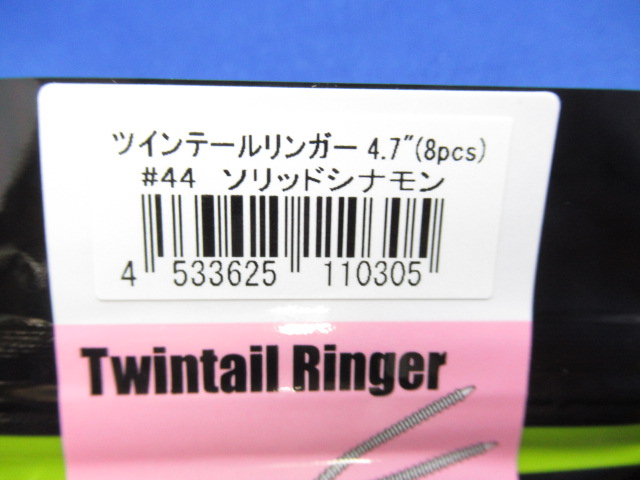 ツインテールリンガー 4.7"(8pcs)
#44 ソリッドシナモン
4 533625 110305
Twintail Ringer